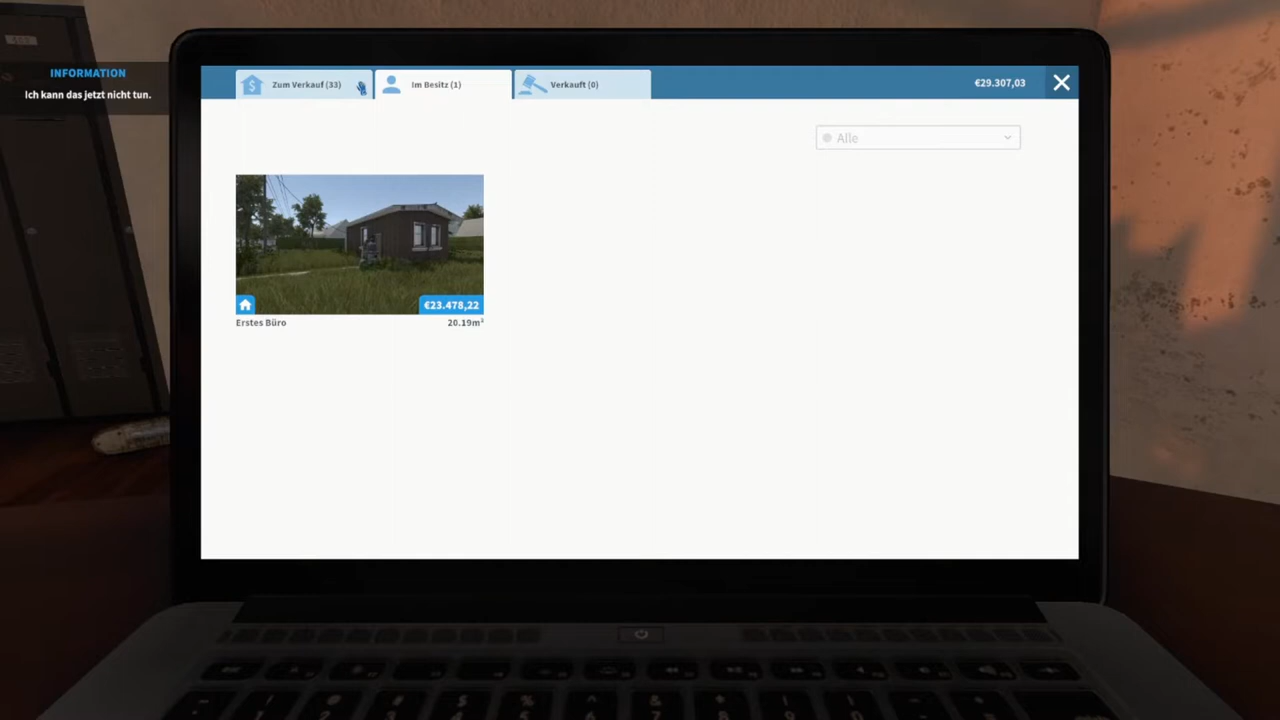 INFORMATION
Ich kann das jetzt nicht tun.
Zum Verkauf (33)
Im Besitz (1)
Verkauft (0)
€29.307,03
Alle
€23.478,22
Erstes Büro
20.19m²